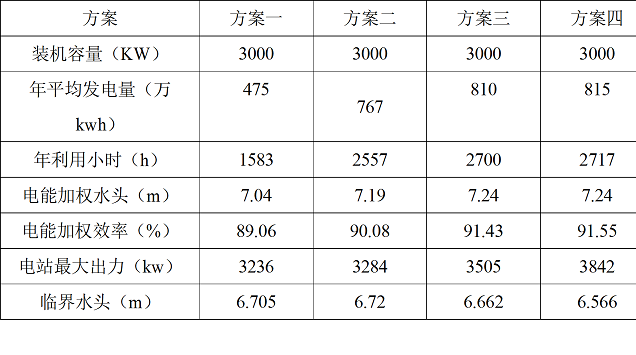 方案 方案一 方案二 方案三 方案四
装机容量（KW） 3000 3000 3000 3000
年平均发电量（万 475 767 810 815
kwh）
年利用小时（h） 1583 2557 2700 2717
电能加权水头（m） 7.04 7.19 7.24 7.24
电能加权效率（%） 89.06 90.08 91.43 91.55
电站最大出力（kw） 3236 3284 3505 3842
临界水头（m） 6.705 6.72 6.662 6.566